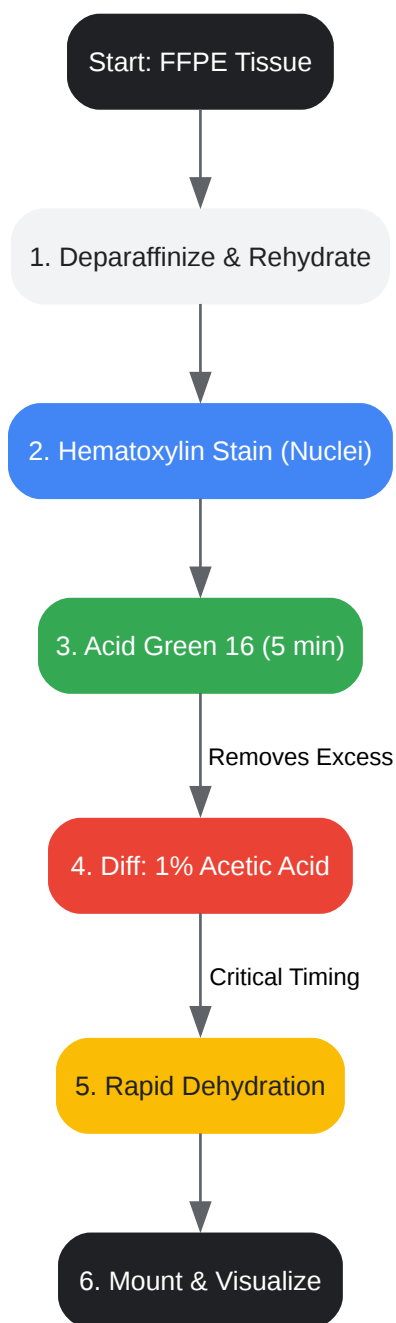 Start: FFPE Tissue
1. Deparaffinize & Rehydrate
2. Hematoxylin Stain (Nuclei)
3. Acid Green 16 (5 min)
Removes Excess
4. Diff: 1% Acetic Acid
Critical Timing
5. Rapid Dehydration
6. Mount & Visualize